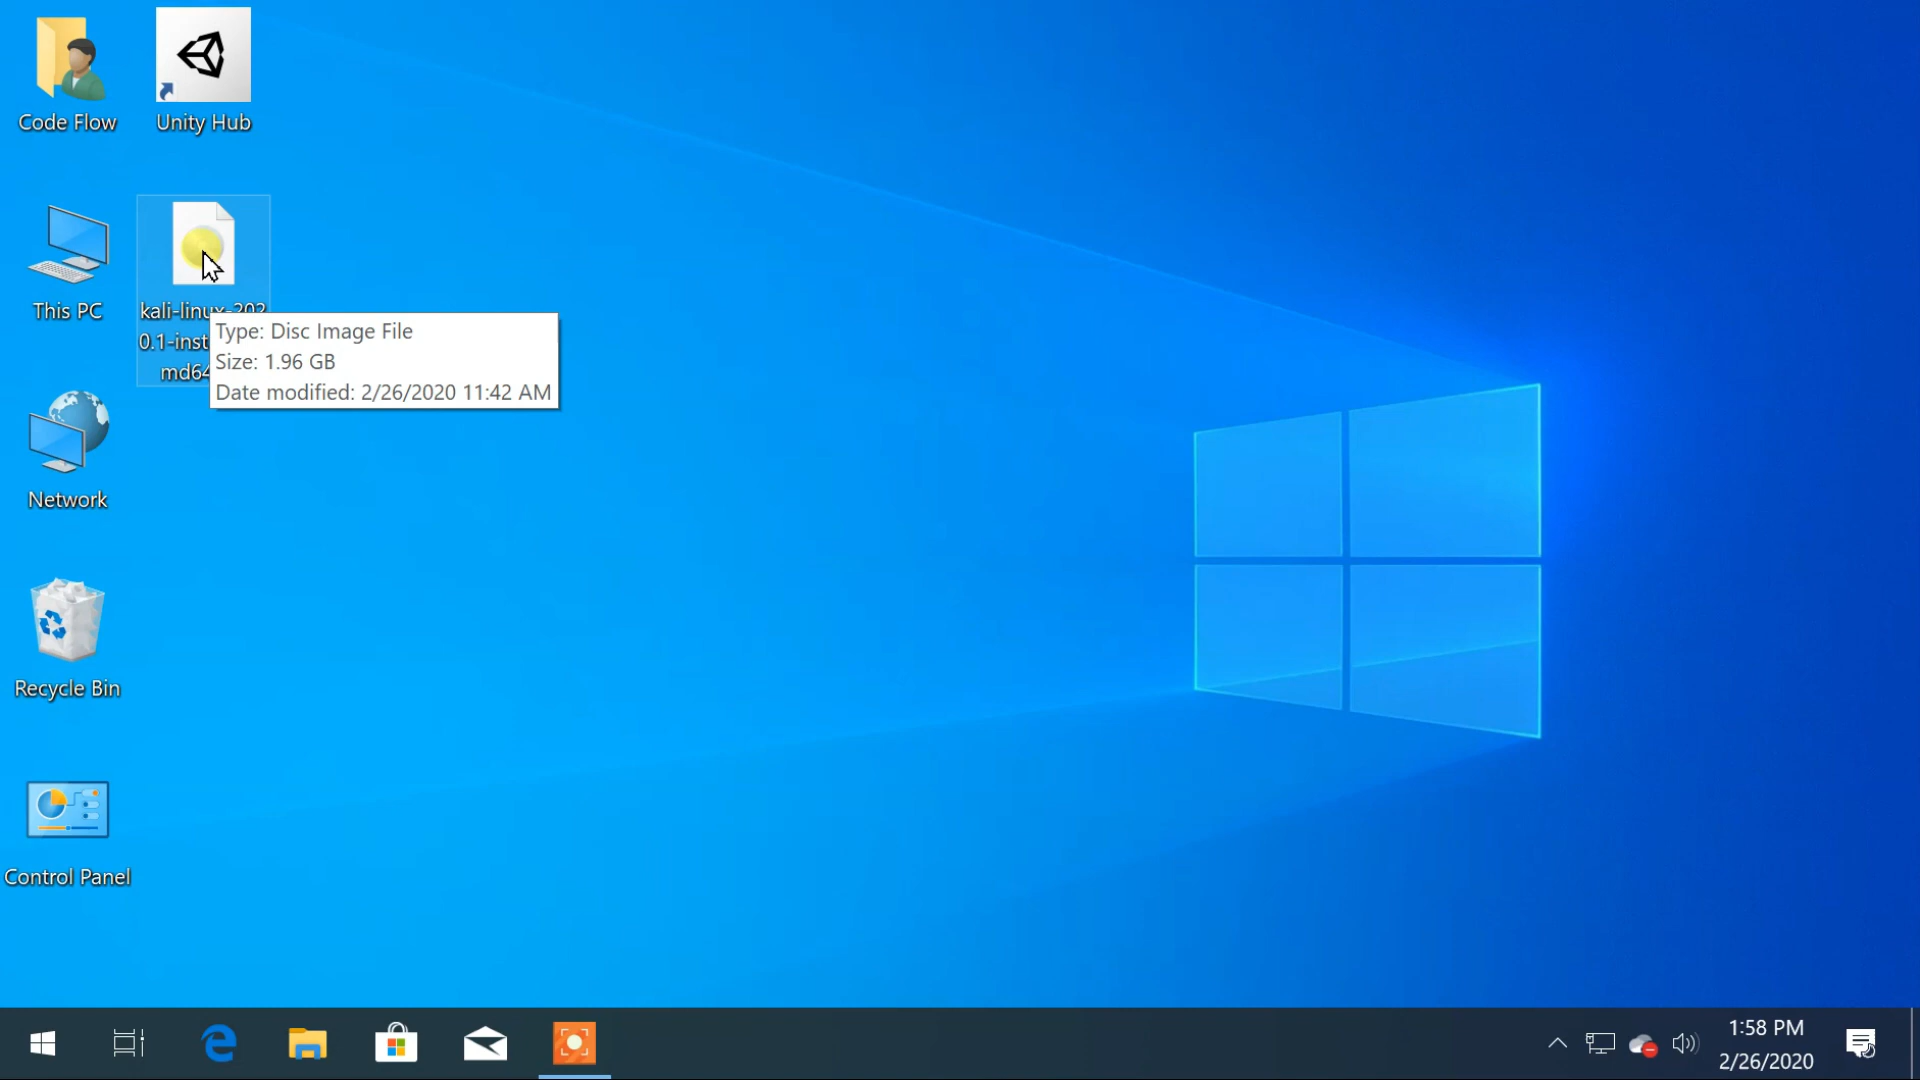 Code Flow
Unity Hub
This PC
kali-linux-202
0.1-inst
md64
Type: Disc Image File
Size: 1.96 GB
Date modified: 2/26/2020 11:42 AM
Network
Recycle Bin
Control Panel
1:58 PM
2/26/2020